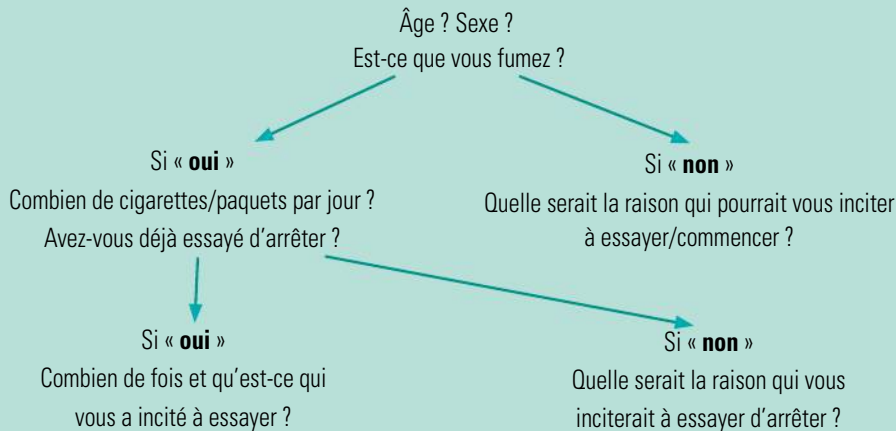 Âge ? Sexe ?
Est-ce que vous fumez ?
Si « oui »
Combien de cigarettes/paquets par jour ?
Avez-vous déjà essayé d’arrêter ?
Si « non »
Quelle serait la raison qui pourrait vous inciter
à essayer/commencer ?
Si « oui »
Combien de fois et qu’est-ce qui
vous a incité à essayer ?
Si « non »
Quelle serait la raison qui vous
inciterait à essayer d’arrêter ?